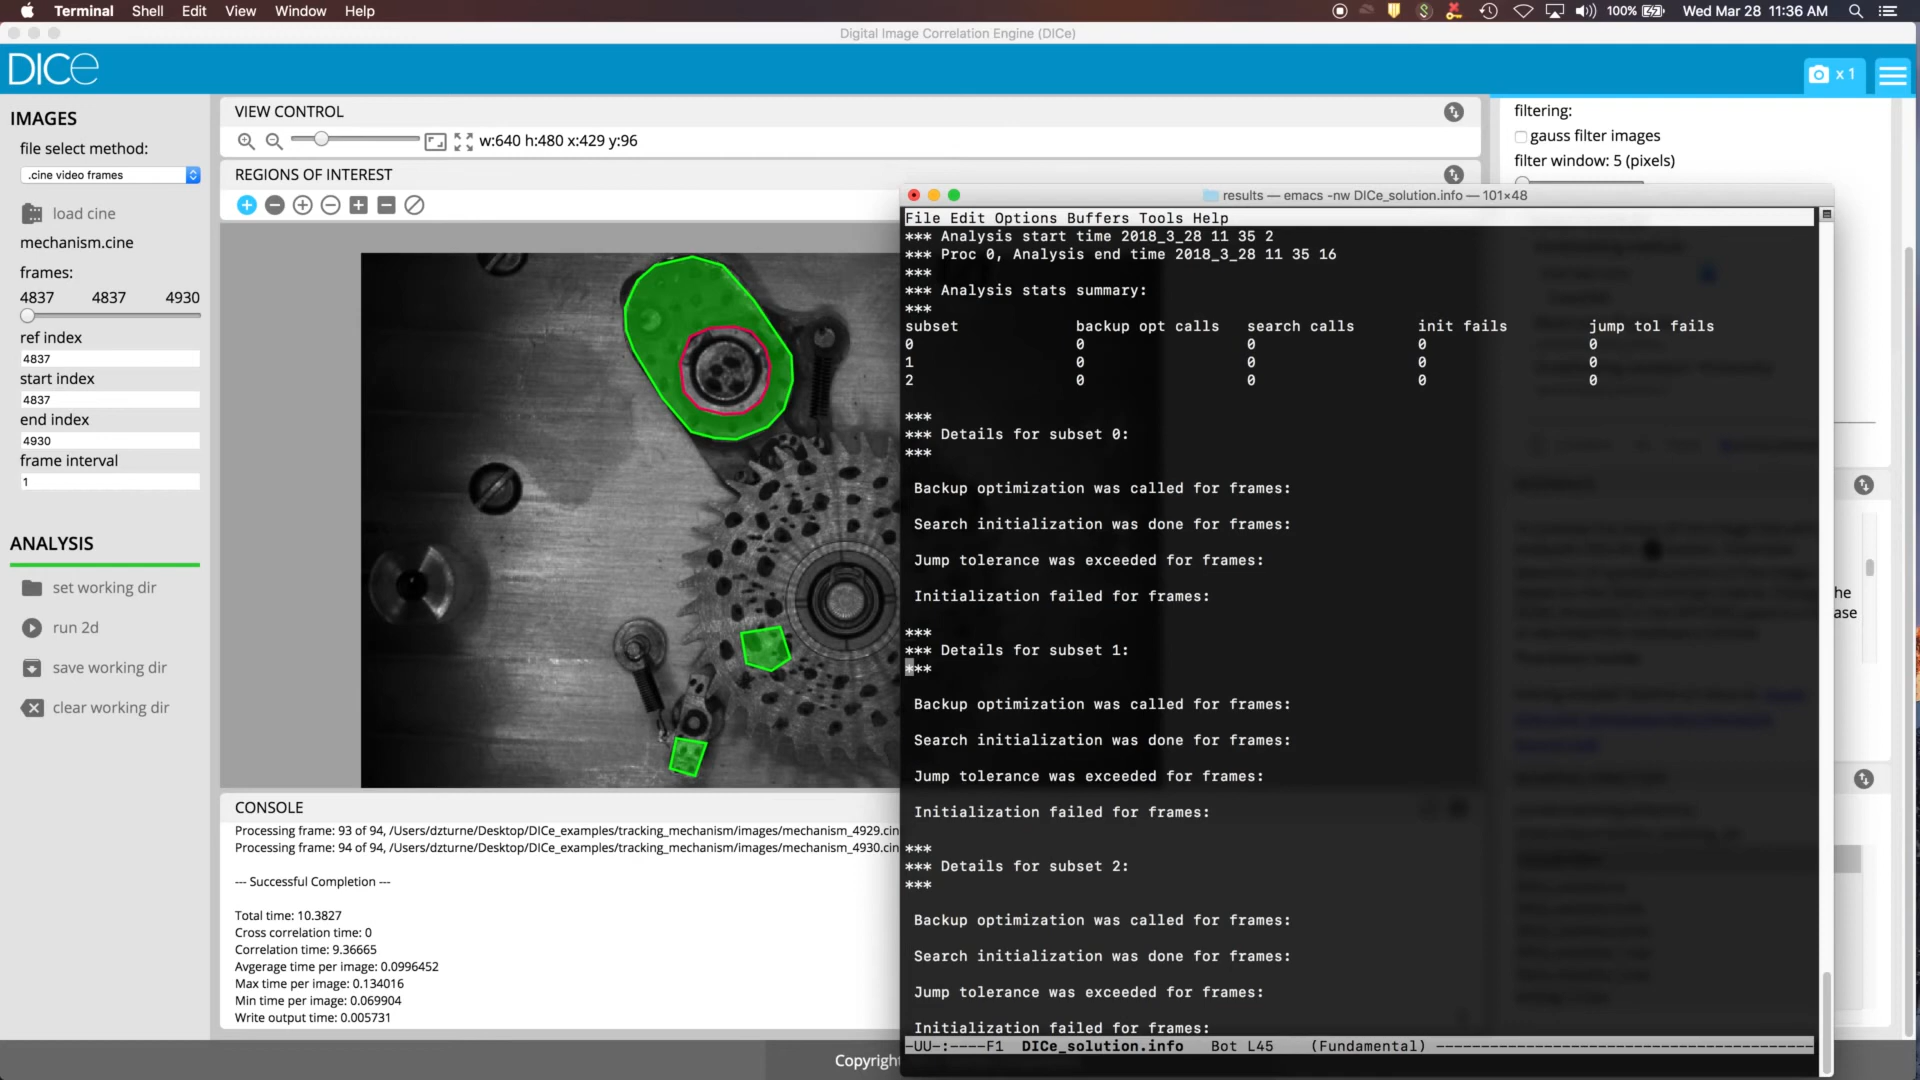 Terminal Shell Edit View Window Help
100% Wed Mar 28 11:36 AM
Digital Image Correlation Engine (DICe)
DICe
x 1
IMAGES
file select method:
.cine video frames
load cine
mechanism.cine
frames:
4837 4837 4930
ref index
4837
start index
4837
end index
4930
frame interval
1
ANALYSIS
set working dir
run 2d
save working dir
clear working dir
VIEW CONTROL
w:640 h:480 x:429 y:96
REGIONS OF INTEREST
CONSOLE
Processing frame: 93 of 94, /Users/dzturne/Desktop/DICe_examples/tracking_mechanism/images/mechanism_4929.cin
Processing frame: 94 of 94, /Users/dzturne/Desktop/DICe_examples/tracking_mechanism/images/mechanism_4930.cin
--- Successful Completion ---
Total time: 10.3827
Cross correlation time: 0
Correlation time: 9.36665
Avgerage time per image: 0.0996452
Max time per image: 0.134016
Min time per image: 0.069904
Write output time: 0.005731
Copyrigh
filtering:
gauss filter images
filter window: 5 (pixels)
he
ase
results — emacs -nw DICe_solution.info — 101×48
File Edit Options Buffers Tools Help
*** Analysis start time 2018_3_28 11 35 2
*** Proc 0, Analysis end time 2018_3_28 11 35 16
***
*** Analysis stats summary:
***
subset backup opt calls search calls init fails jump tol fails
0 0 0 0 0
1 0 0 0 0
2 0 0 0 0
***
*** Details for subset 0:
***
Backup optimization was called for frames:
Search initialization was done for frames:
Jump tolerance was exceeded for frames:
Initialization failed for frames:
***
*** Details for subset 1:
***
Backup optimization was called for frames:
Search initialization was done for frames:
Jump tolerance was exceeded for frames:
Initialization failed for frames:
***
*** Details for subset 2:
***
Backup optimization was called for frames:
Search initialization was done for frames:
Jump tolerance was exceeded for frames:
Initialization failed for frames:
-UU-:----F1 DICe_solution.info Bot L45 (Fundamental) ------------------------------------------